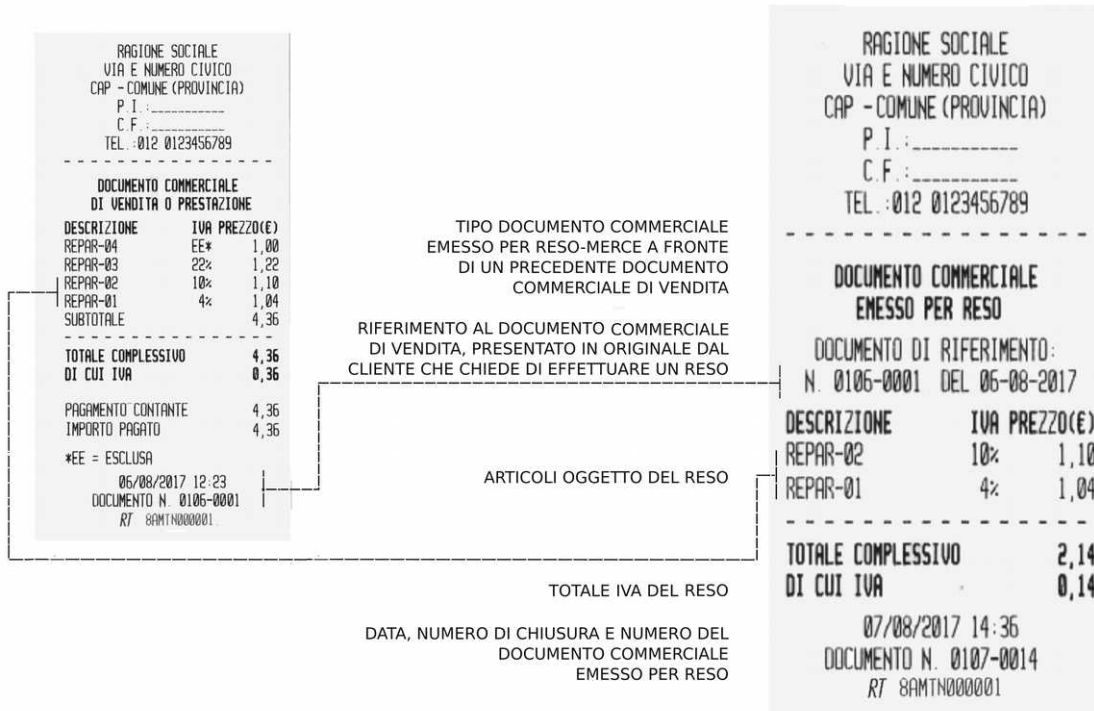 RAGIONE SOCIALE
VIA E NUMERO CIVICO
CAP - COMUNE (PROVINCIA)
P.I.:___________
C.F.:___________
TEL.:012 0123456789
DOCUMENTO COMMERCIALE
DI VENDITA O PRESTAZIONE
DESCRIZIONE IVA PREZZO(£)
REPAR-04 EE* 1,00
REPAR-03 22% 1,22
REPAR-02 10% 1,10
REPAR-01 4% 1,04
SUBTOTALE 4,36
TOTALE COMPLESSIVO 4,36
DI CUI IVA 0,36
PAGAMENTO CONTANTE 4,36
IMPORTO PAGATO 4,36
*EE = ESCLUSA
06/08/2017 12:23
DOCUMENTO N. 0106-0001
RT 8AMTN000001
TIPO DOCUMENTO COMMERCIALE
EMESSO PER RESO-MERCE A FRONTE
DI UN PRECEDENTE DOCUMENTO
COMMERCIALE DI VENDITA
RIFERIMENTO AL DOCUMENTO COMMERCIALE
DI VENDITA, PRESENTATO IN ORIGINALE DAL
CLIENTE CHE CHIEDE DI EFFETTUARE UN RESO
ARTICOLI OGGETTO DEL RESO
TOTALE IVA DEL RESO
DATA, NUMERO DI CHIUSURA E NUMERO DEL
DOCUMENTO COMMERCIALE
EMESSO PER RESO
RAGIONE SOCIALE
VIA E NUMERO CIVICO
CAP - COMUNE (PROVINCIA)
P.I.:___________
C.F.:___________
TEL.:012 0123456789
DOCUMENTO COMMERCIALE
EMESSO PER RESO
DOCUMENTO DI RIFERIMENTO:
N. 0106-0001 DEL 06-08-2017
DESCRIZIONE IVA PREZZO(£)
REPAR-02 10% 1,10
REPAR-01 4% 1,04
TOTALE COMPLESSIVO 2,14
DI CUI IVA 0,14
07/08/2017 14:36
DOCUMENTO N. 0107-0014
RT 8AMTN000001